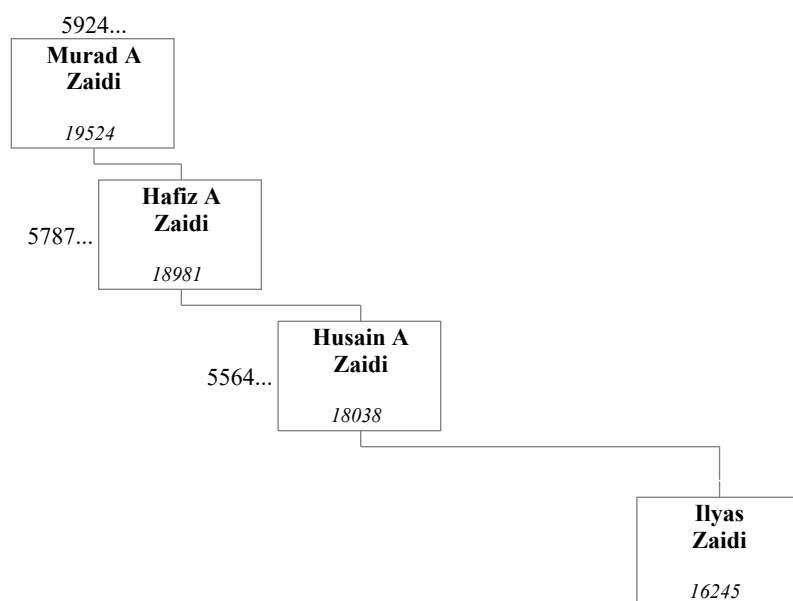 5924...
Murad A
Zaidi
19524
Hafiz A
Zaidi
5787...
18981
Husain A
Zaidi
5564...
18038
Ilyas
Zaidi
16245